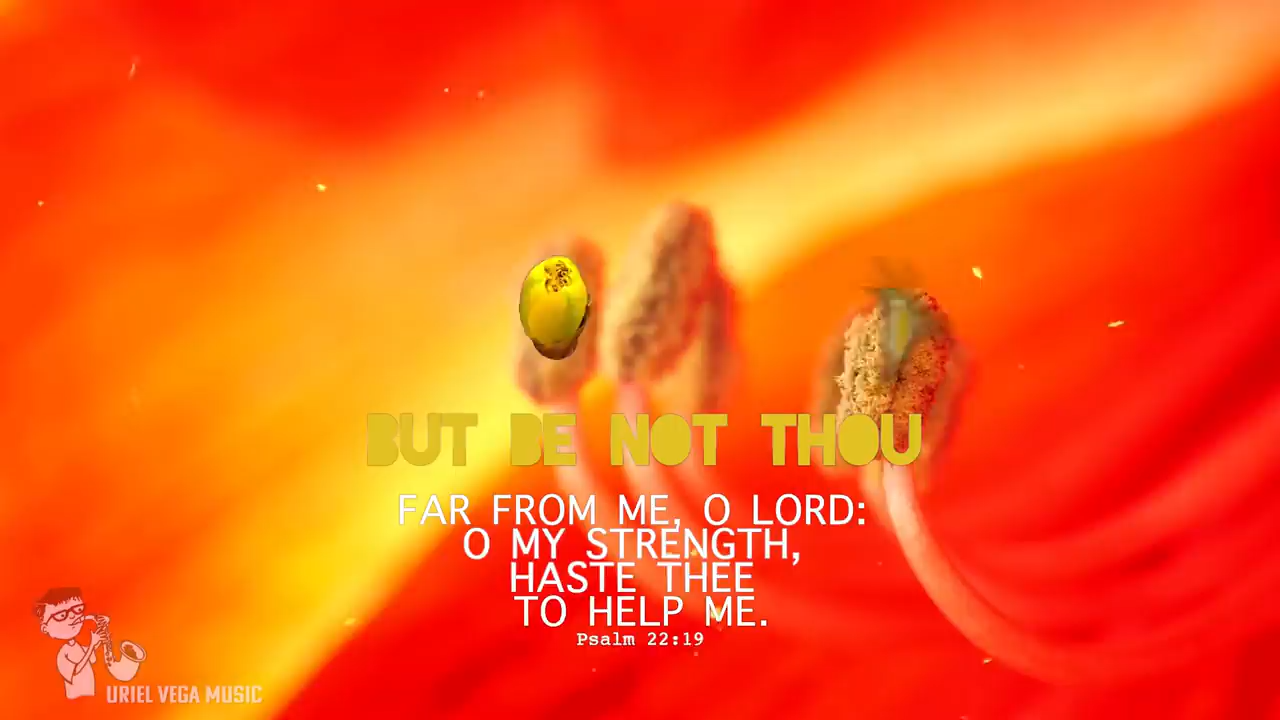 BUT BE NOT THOU
FAR FROM ME, O LORD:
O MY STRENGTH,
HASTE THEE
TO HELP ME.
Psalm 22:19
URIEL VEGA MUSIC